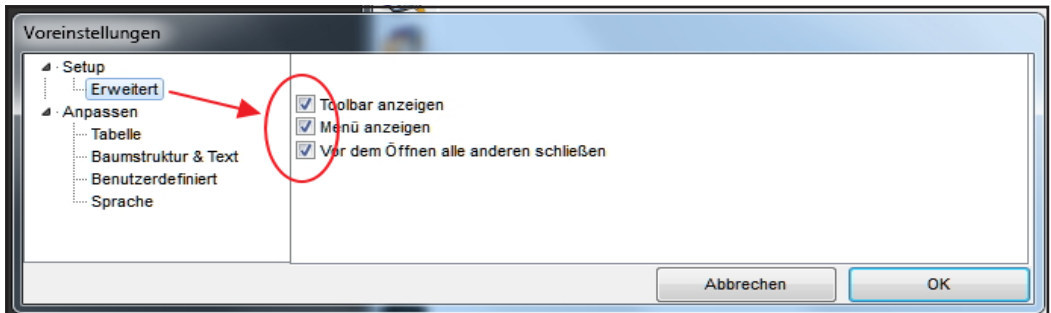 Voreinstellungen
Setup
Erweitert
Anpassen
Tabelle
Baumstruktur & Text
Benutzerdefiniert
Sprache
Toolbar anzeigen
Menü anzeigen
Vor dem Öffnen alle anderen schließen
Abbrechen
OK